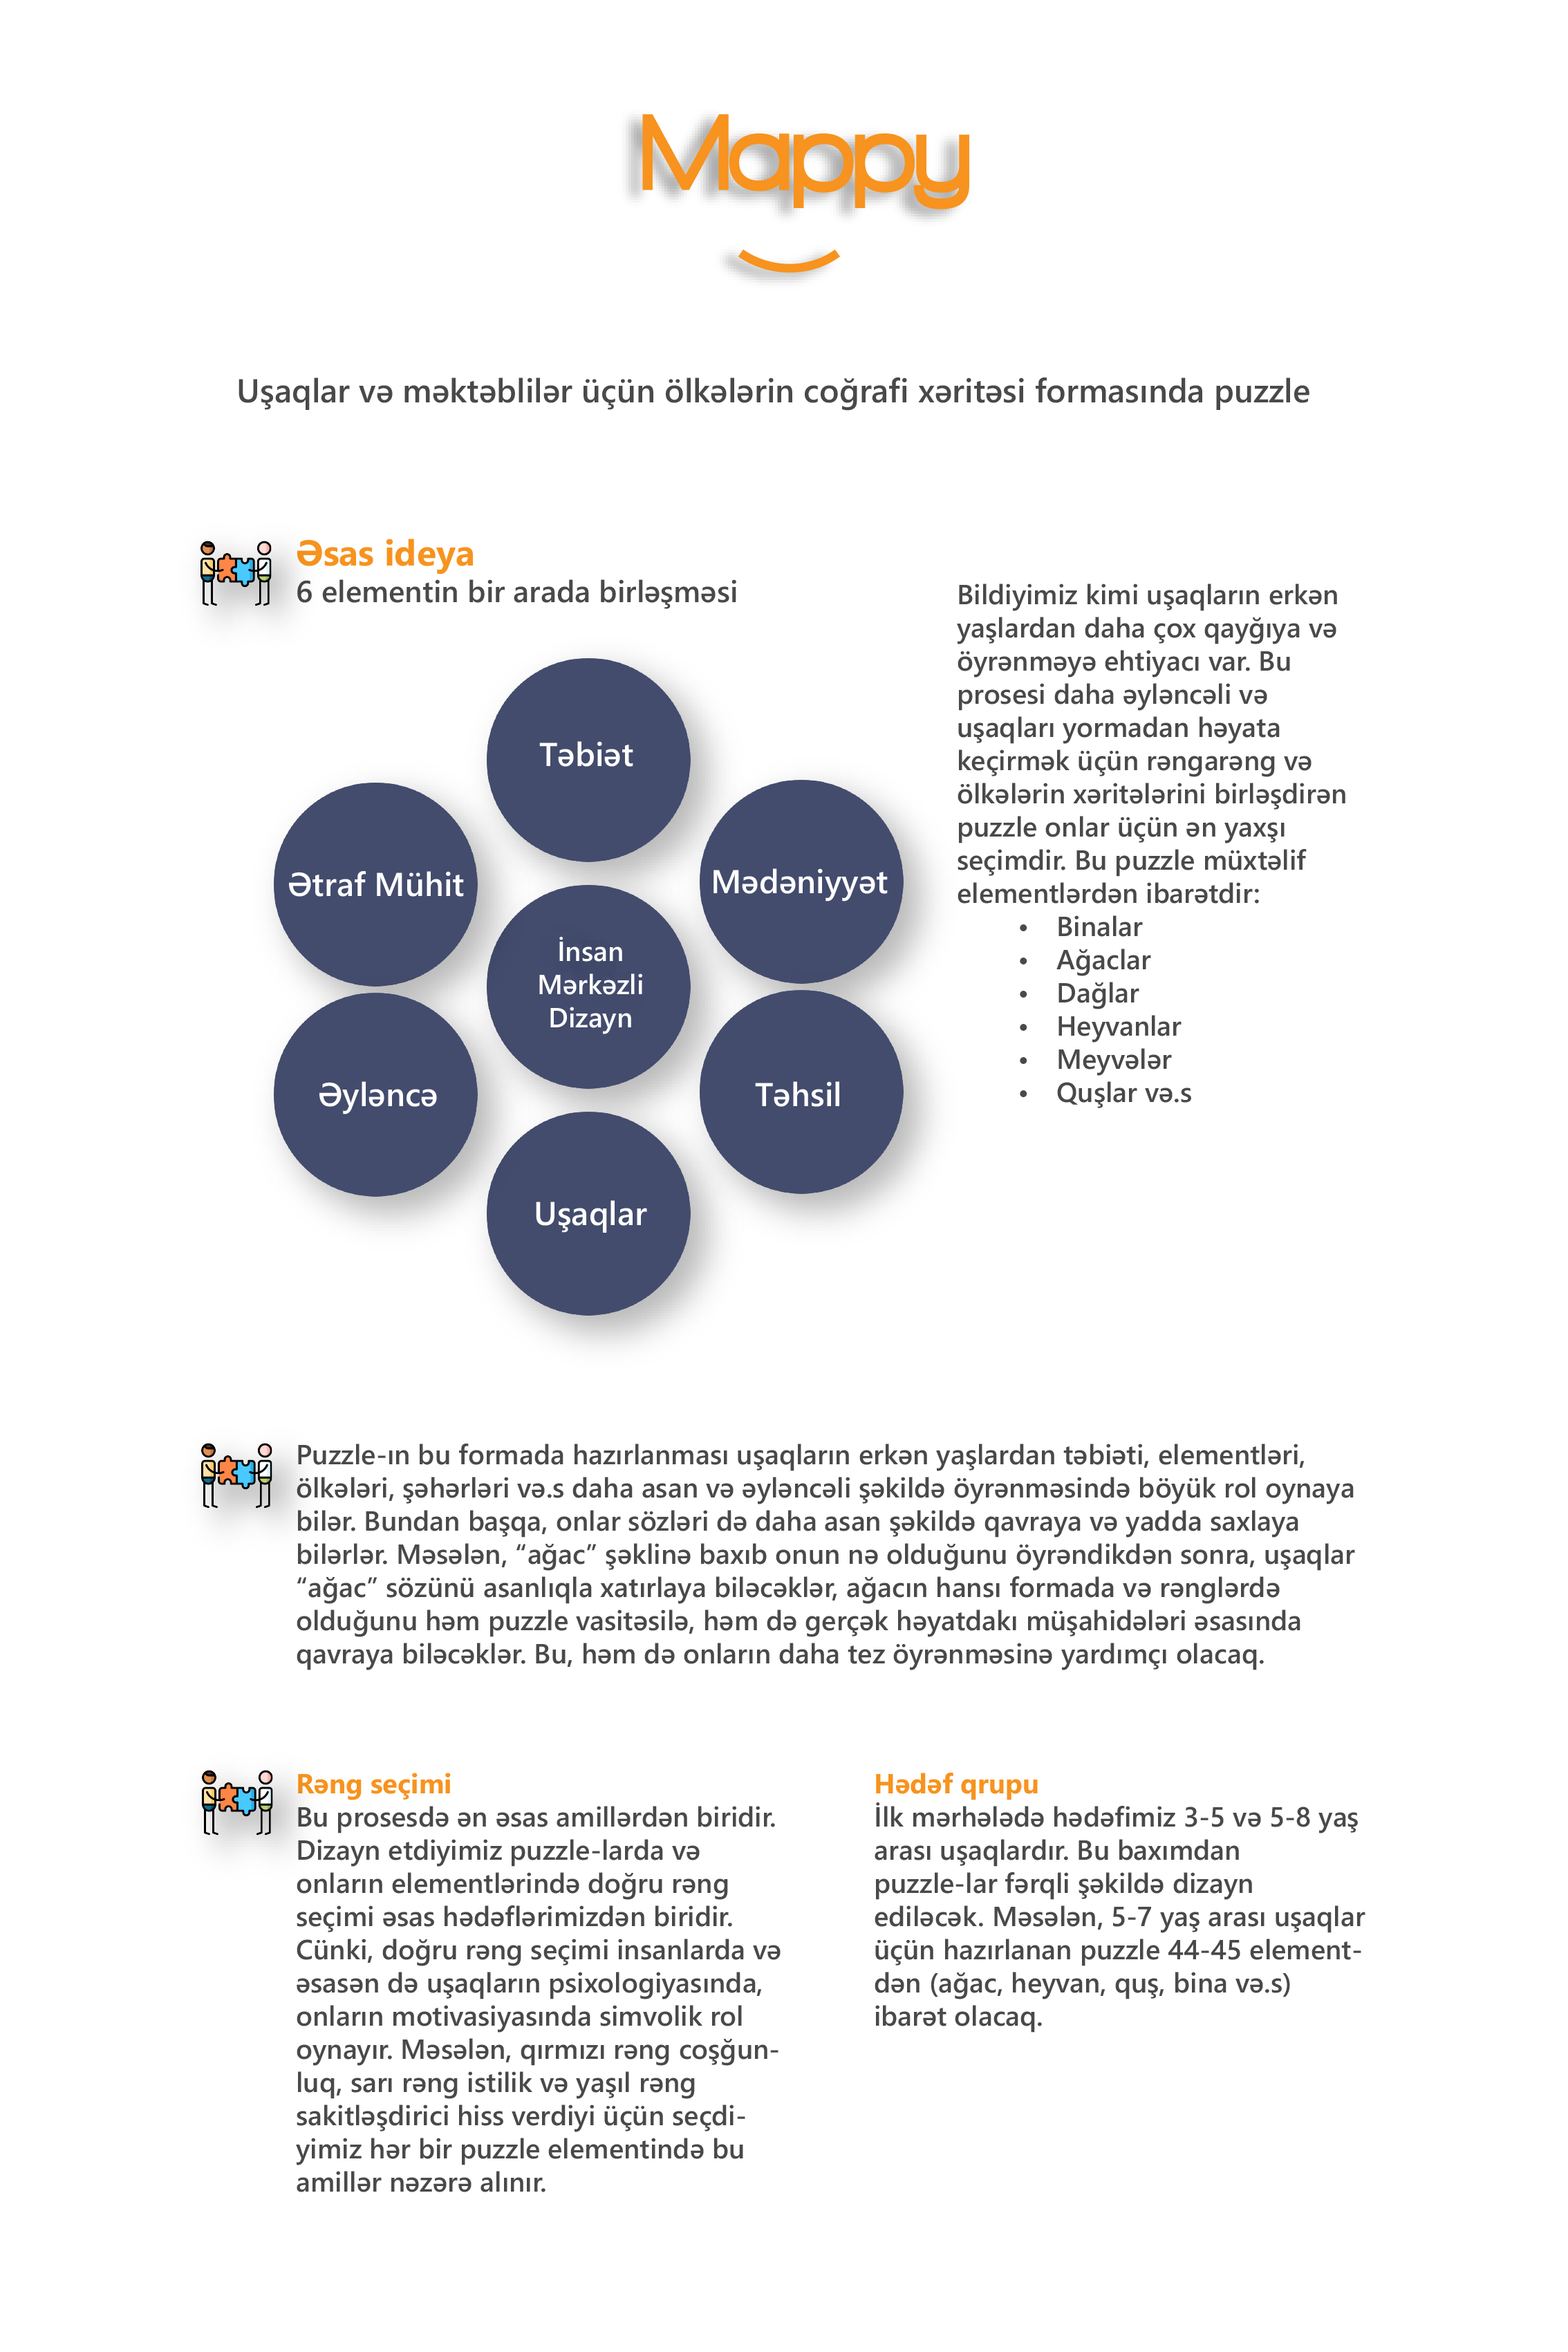 Mappy
Uşaqlar və məktəblilər üçün ölkələrin coğrafi xəritəsi formasında puzzle
Əsas ideya
6 elementin bir arada birləşməsi
Təbiət
Ətraf Mühit
Mədəniyyət
İnsan
Mərkəzli
Dizayn
Əyləncə
Təhsil
Uşaqlar
Bildiyimiz kimi uşaqların erkən
yaşlardan daha çox qayğıya və
öyrənməyə ehtiyacı var. Bu
prosesi daha əyləncəli və
uşaqları yormadan həyata
keçirmək üçün rəngarəng və
ölkələrin xəritələrini birləşdirən
puzzle onlar üçün ən yaxşı
seçimdir. Bu puzzle müxtəlif
elementlərdən ibarətdir:
• Binalar
• Ağaclar
• Dağlar
• Heyvanlar
• Meyvələr
• Quşlar və.s
Puzzle-ın bu formada hazırlanması uşaqların erkən yaşlardan təbiəti, elementləri,
ölkələri, şəhərləri və.s daha asan və əyləncəli şəkildə öyrənməsində böyük rol oynaya
bilər. Bundan başqa, onlar sözləri də daha asan şəkildə qavraya və yadda saxlaya
bilərlər. Məsələn, “ağac” şəklinə baxıb onun nə olduğunu öyrəndikdən sonra, uşaqlar
“ağac” sözünü asanlıqla xatırlaya biləcəklər, ağacın hansı formada və rənglərdə
olduğunu həm puzzle vasitəsilə, həm də gerçək həyatdakı müşahidələri əsasında
qavraya biləcəklər. Bu, həm də onların daha tez öyrənməsinə yardımçı olacaq.
Rəng seçimi
Bu prosesdə ən əsas amillərdən biridir.
Dizayn etdiyimiz puzzle-larda və
onların elementlərində doğru rəng
seçimi əsas hədəflərimizdən biridir.
Cünki, doğru rəng seçimi insanlarda və
əsasən də uşaqların psixologiyasında,
onların motivasiyasında simvolik rol
oynayır. Məsələn, qırmızı rəng coşğun-
luq, sarı rəng istilik və yaşıl rəng
sakitləşdirici hiss verdiyi üçün seçdi-
yimiz hər bir puzzle elementində bu
amillər nəzərə alınır.
Hədəf qrupu
İlk mərhələdə hədəfimiz 3-5 və 5-8 yaş
arası uşaqlardır. Bu baxımdan
puzzle-lar fərqli şəkildə dizayn
ediləcək. Məsələn, 5-7 yaş arası uşaqlar
üçün hazırlanan puzzle 44-45 element-
dən (ağac, heyvan, quş, bina və.s)
ibarət olacaq.